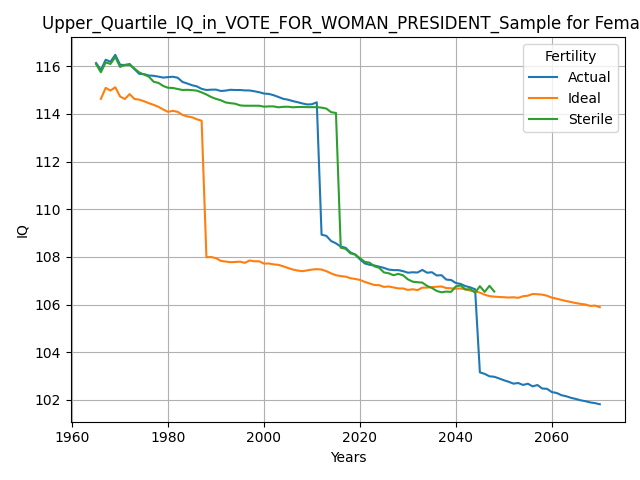 Upper_Quartile_IQ_in_VOTE_FOR_WOMAN_PRESIDENT_Sample for Fema
Fertility
Actual
Ideal
Sterile
116
114
112
110
108
106
104
102
IQ
1960 1980 2000 2020 2040 2060
Years